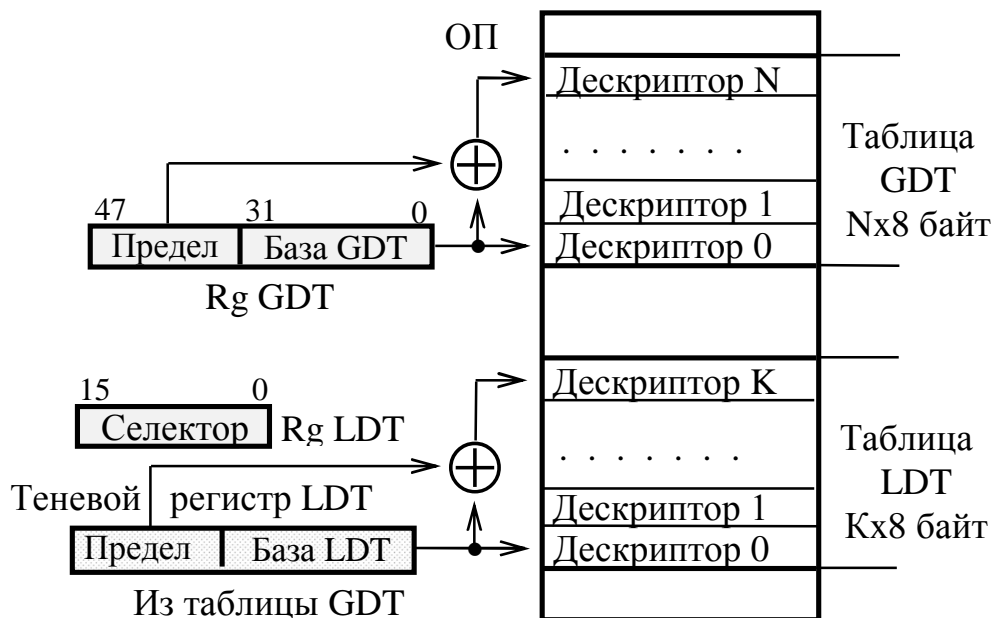 ОП
Дескриптор N
. . . . . . .
Дескриптор 1
Дескриптор 0
Таблица
GDT
Nx8 байт
47 31 0
Предел База GDT
Rg GDT
Дескриптор K
. . . . . . .
Дескриптор 1
Дескриптор 0
Таблица
LDT
Kx8 байт
15 0
Селектор Rg LDT
Теневой регистр LDT
Предел База LDT
Из таблицы GDT